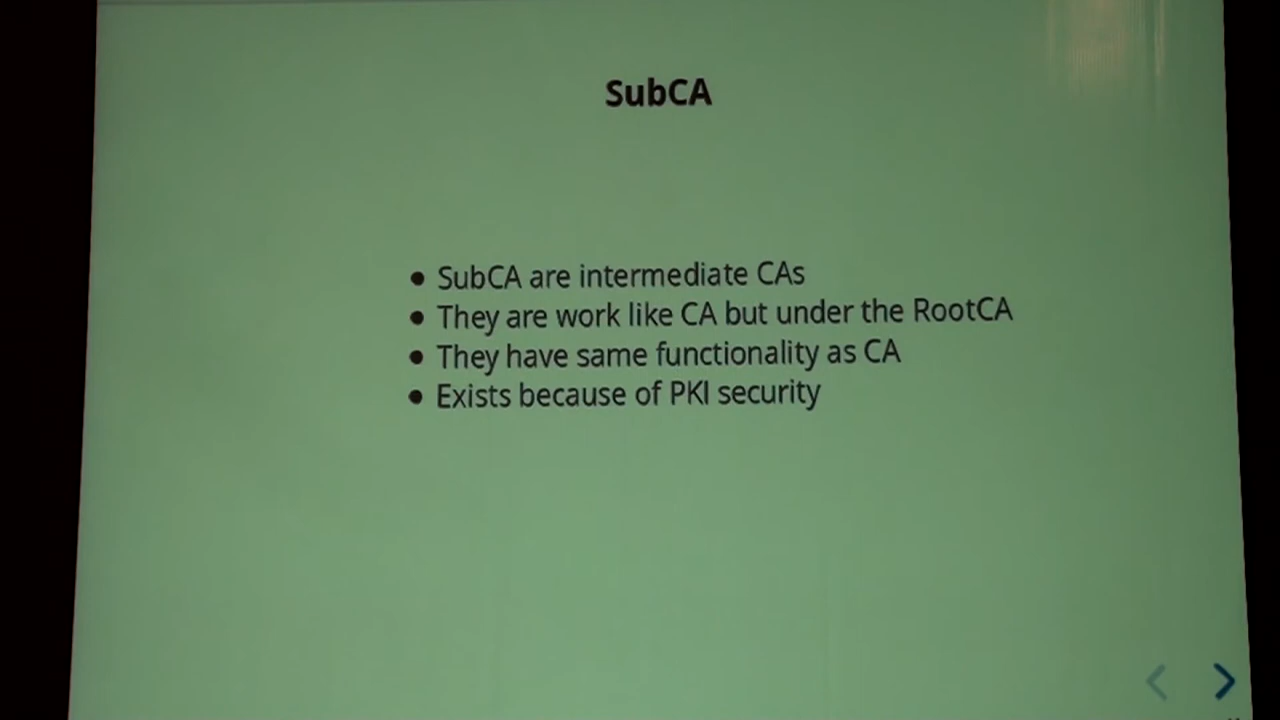 SubCA
• SubCA are intermediate CAs
• They are work like CA but under the RootCA
• They have same functionality as CA
• Exists because of PKI security